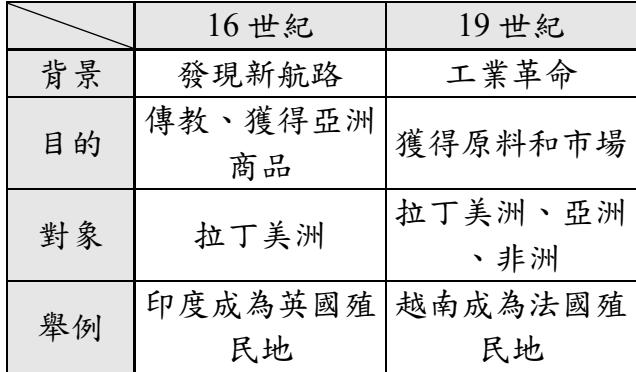 16 世紀 19 世紀
背景 發現新航路 工業革命
目的 傳教、獲得亞洲商品 獲得原料和市場
對象 拉丁美洲 拉丁美洲、亞洲、非洲
舉例 印度成為英國殖民地 越南成為法國殖民地